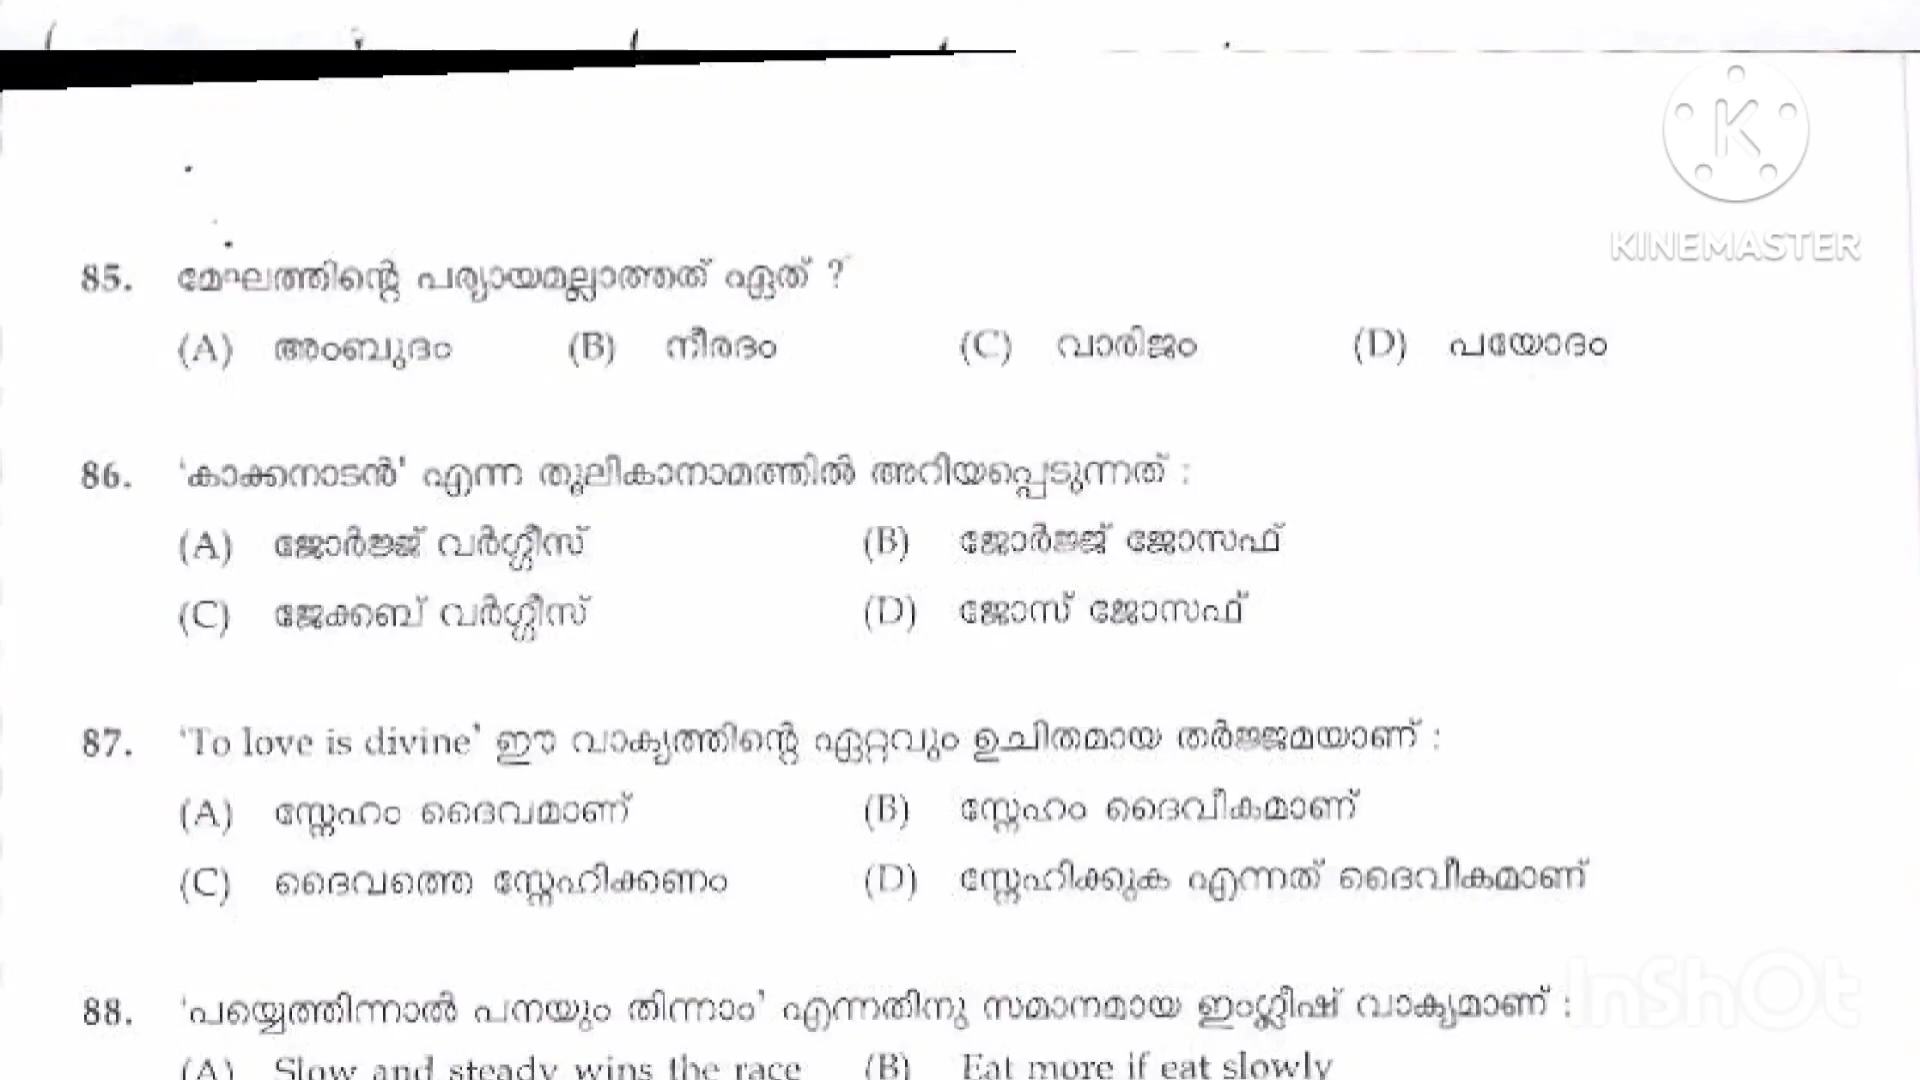 KINEMASTER
85. മേഘത്തിന്റെ പര്യായമല്ലാത്തത് ഏത് ?
(A) അംബുദം (B) നീരദം (C) വാരിജം (D) പയോദം
86. 'കാക്കനാടൻ' എന്ന തൂലികാനാമത്തിൽ അറിയപ്പെടുന്നത് :
(A) ജോർജ്ജ് വർഗ്ഗീസ് (B) ജോർജ്ജ് ജോസഫ്
(C) ജേക്കബ് വർഗ്ഗീസ് (D) ജോസ് ജോസഫ്
87. 'To love is divine' ഈ വാക്യത്തിന്റെ ഏറ്റവും ഉചിതമായ തർജ്ജമയാണ് :
(A) സ്നേഹം ദൈവമാണ് (B) സ്നേഹം ദൈവീകമാണ്
(C) ദൈവത്തെ സ്നേഹിക്കണം (D) സ്നേഹിക്കുക എന്നത് ദൈവീകമാണ്
InShOt
88. 'പയ്യെത്തിന്നാൽ പനയും തിന്നാം' എന്നതിനു സമാനമായ ഇംഗ്ലീഷ് വാക്യമാണ് :
(A) Slow and steady wins the race (B) Eat more if eat slowly